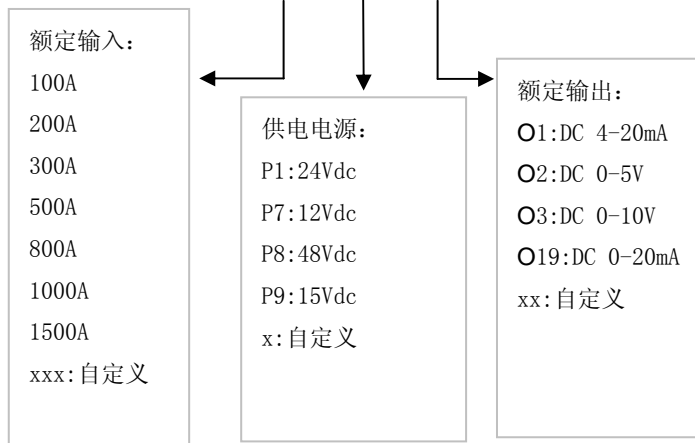 额定输入:
100A
200A
300A
500A
800A
1000A
1500A
xxx:自定义
供电电源:
P1:24Vdc
P7:12Vdc
P8:48Vdc
P9:15Vdc
x:自定义
额定输出:
O1:DC 4-20mA
O2:DC 0-5V
O3:DC 0-10V
O19:DC 0-20mA
xx:自定义